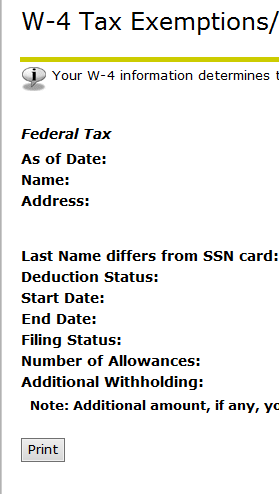 W-4 Tax Exemptions/
Your W-4 information determines t
Federal Tax
As of Date:
Name:
Address:
Last Name differs from SSN card:
Deduction Status:
Start Date:
End Date:
Filing Status:
Number of Allowances:
Additional Withholding:
Note: Additional amount, if any, yo
Print